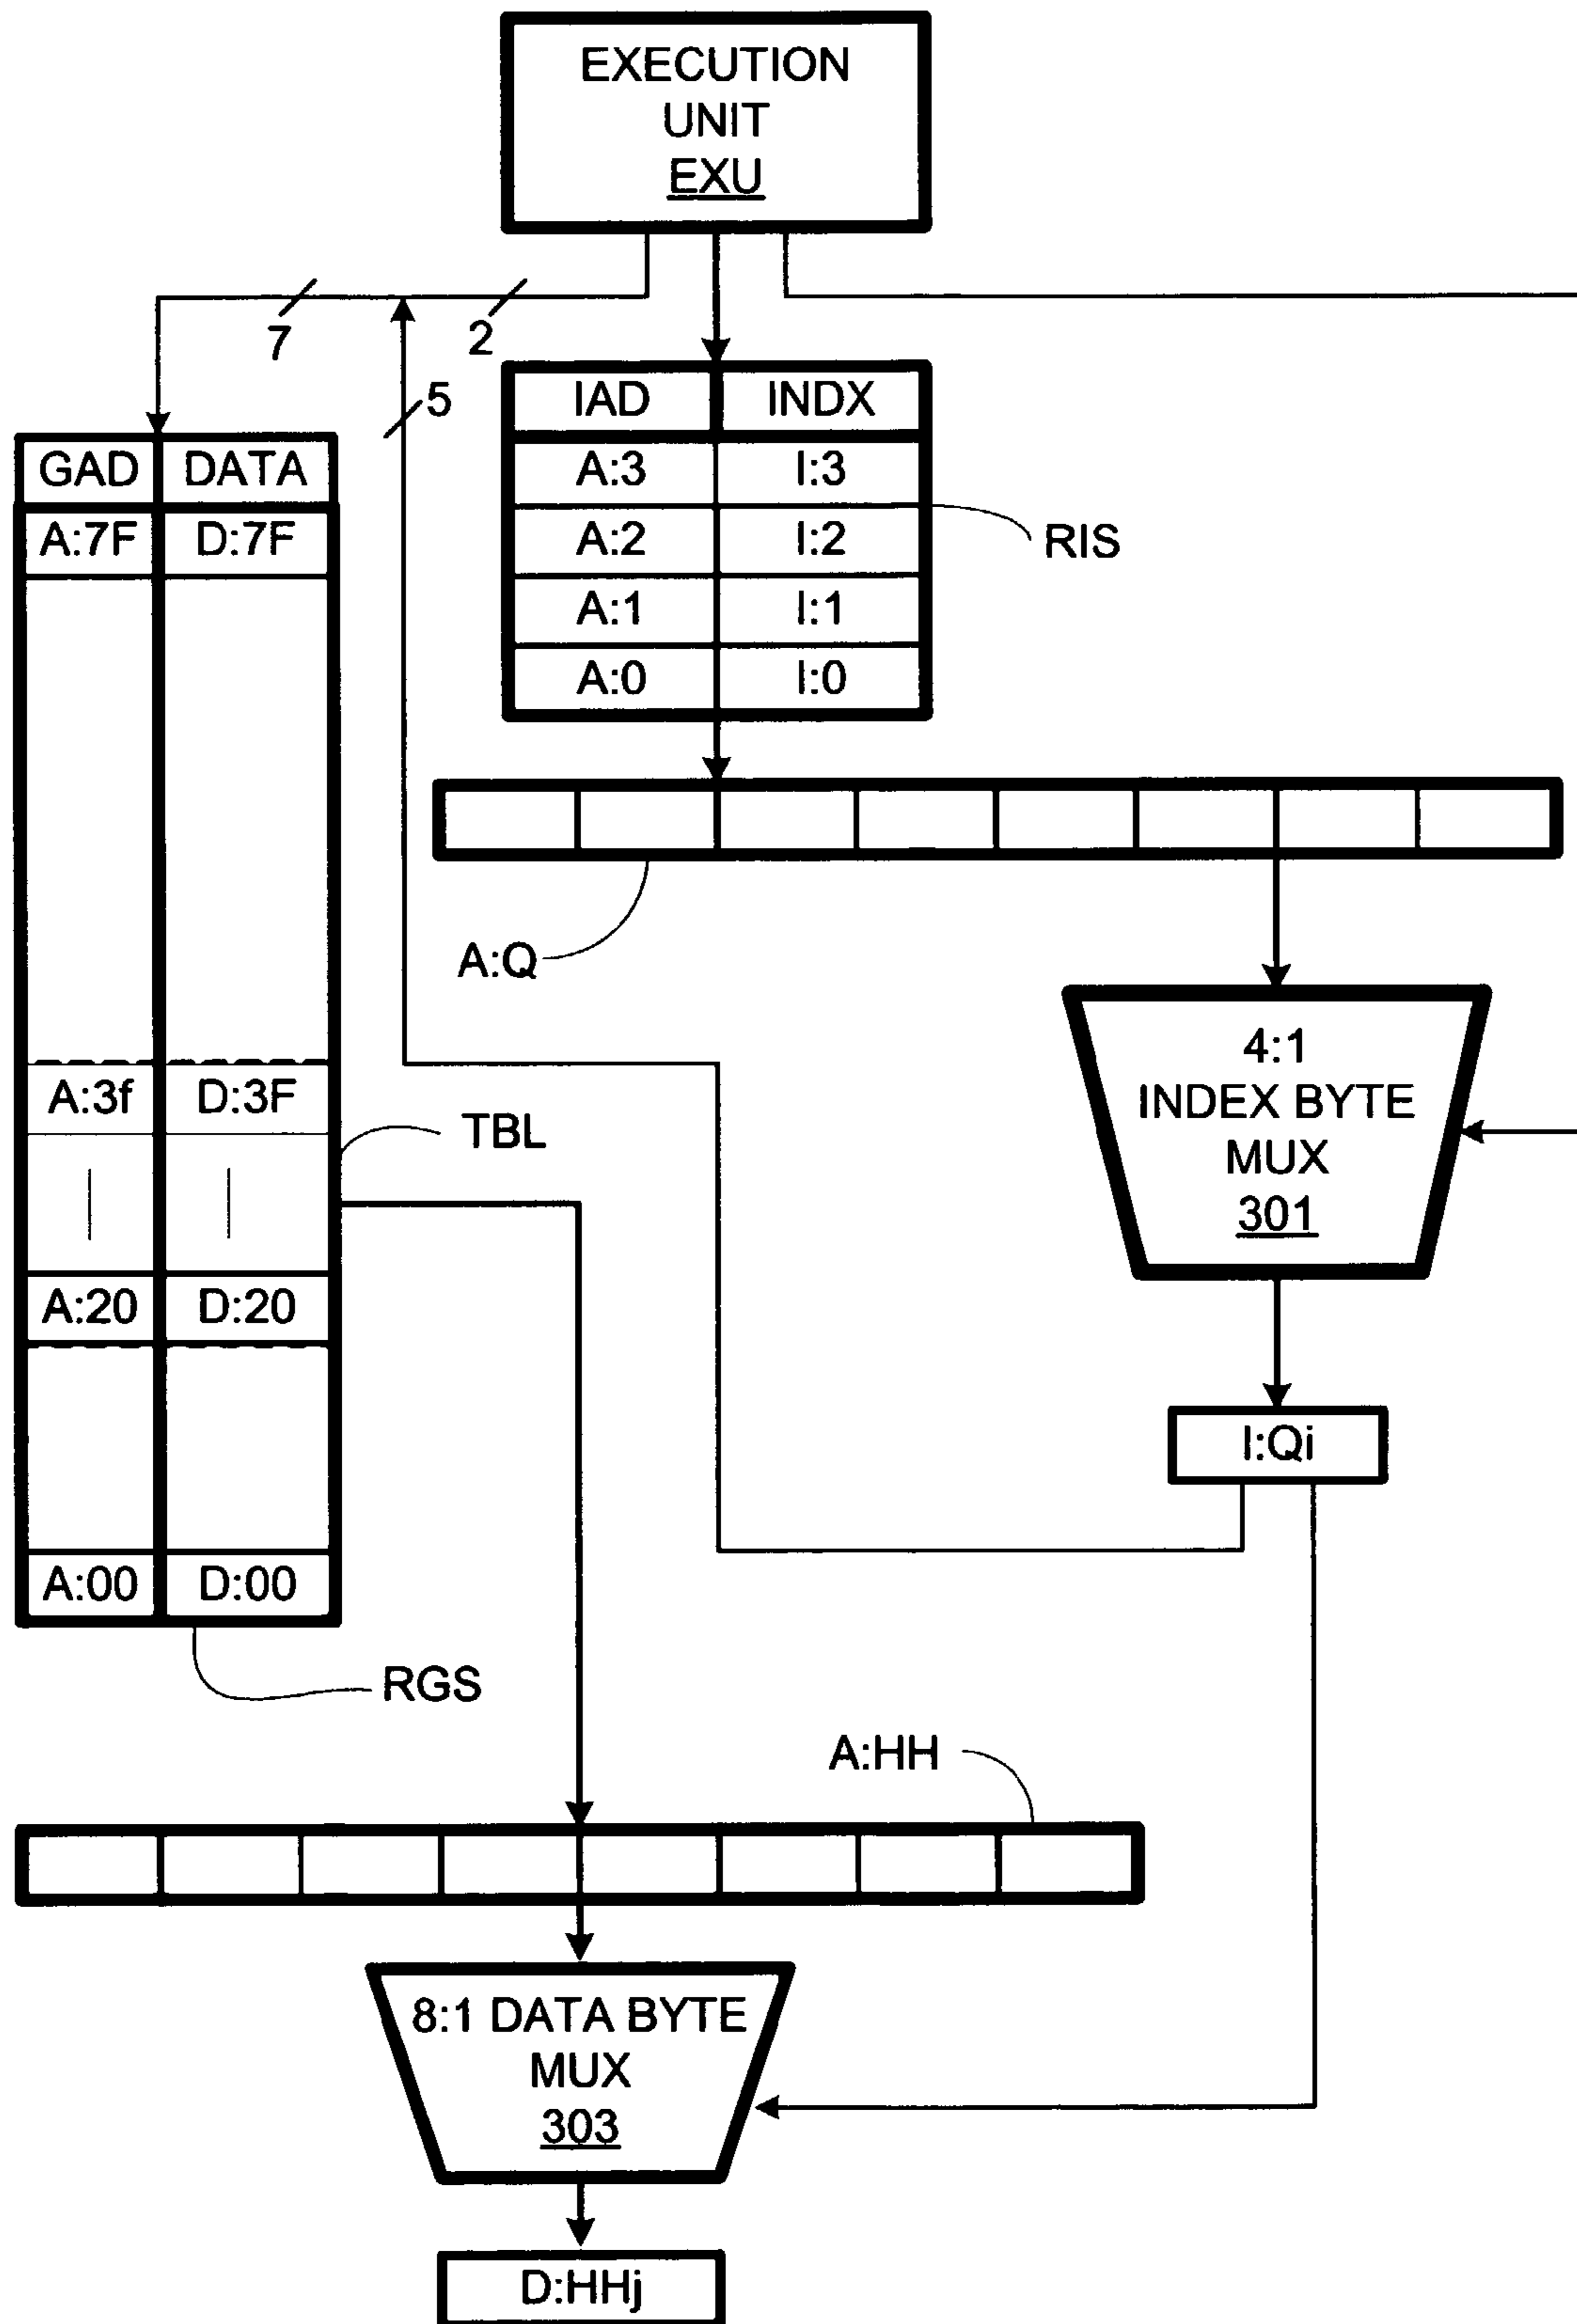 EXECUTION
UNIT
EXU
7
2
5
IAD INDX
A:3 I:3
A:2 I:2
A:1 I:1
A:0 I:0
RIS
GAD DATA
A:7F D:7F
A:3f D:3F
A:20 D:20
A:00 D:00
TBL
RGS
A:Q
4:1
INDEX BYTE
MUX
301
I:Qi
A:HH
8:1 DATA BYTE
MUX
303
D:HHj